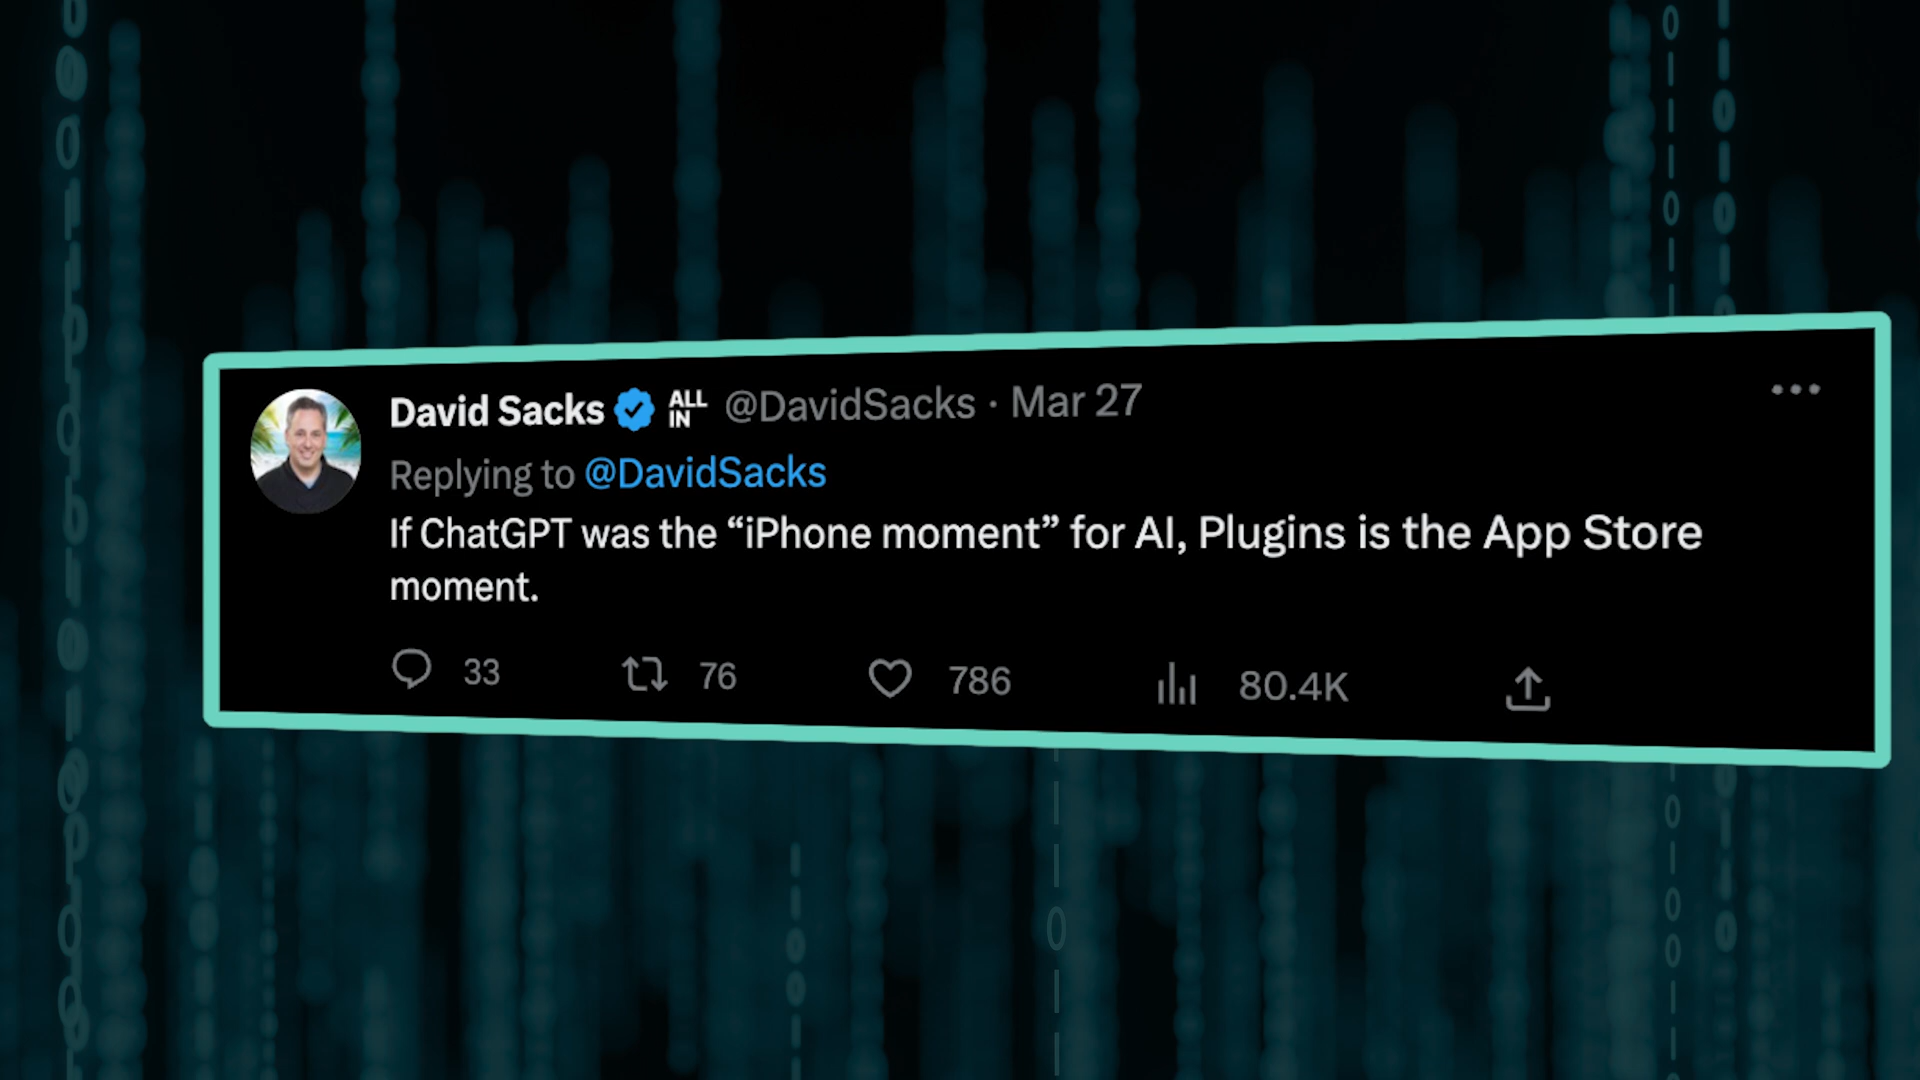 David Sacks ALL IN @DavidSacks · Mar 27
Replying to @DavidSacks
If ChatGPT was the “iPhone moment” for AI, Plugins is the App Store
moment.
33 76 786 80.4K